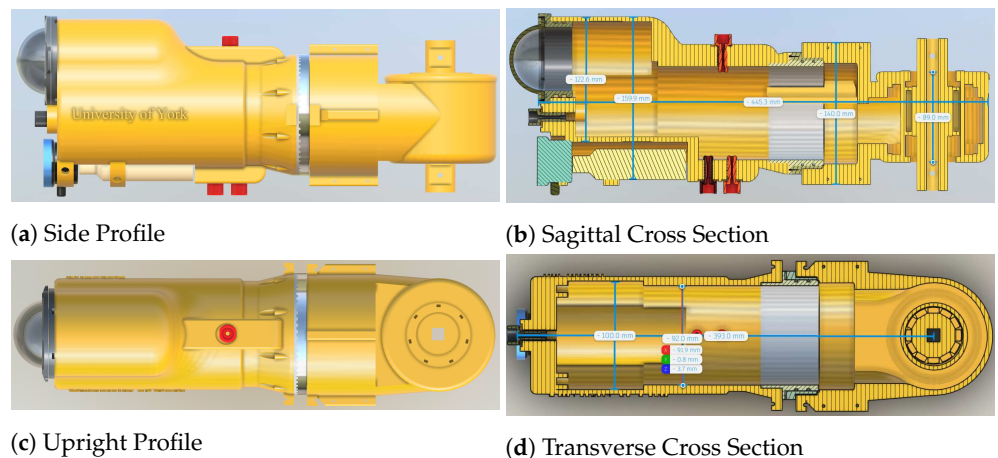 University of York
~ 122.6 mm
~ 159.9 mm
~ 445.3 mm
~ 140.0 mm
~ 89.0 mm
(a) Side Profile
(b) Sagittal Cross Section
~ 100.0 mm
~ 92.0 mm
X ~ 91.9 mm
Y ~ 0.8 mm
Z ~ 3.7 mm
~ 393.0 mm
(c) Upright Profile
(d) Transverse Cross Section